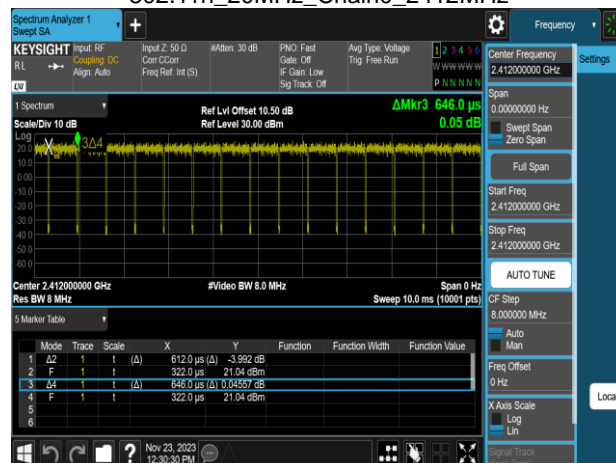 802.11n_20MHz_Chain0_2412MHz
Spectrum Analyzer 1
Swept SA
Frequency
KEYSIGHT
RL
Input: RF
Coupling: DC
Align: Auto
Input Z: 50 Ω
Corr CCorr
Freq Ref: Int (S)
#Atten: 30 dB
PNO: Fast
Gate: Off
IF Gain: Low
Sig Track: Off
Avg Type: Voltage
Trig: Free Run
1 2 3 4 5 6
W W W W W W
P N N N N N
LXI
1 Spectrum
Scale/Div 10 dB
Ref Lvl Offset 10.50 dB
Ref Level 30.00 dBm
ΔMkr3 646.0 µs
0.05 dB
Log
20.0
10.0
0.00
-10.0
-20.0
-30.0
-40.0
-50.0
-60.0
X
3Δ4
Center 2.412000000 GHz
Res BW 8 MHz
#Video BW 8.0 MHz
Span 0 Hz
Sweep 10.0 ms (10001 pts)
5 Marker Table
Mode Trace Scale X Y Function Function Width Function Value
1 Δ2 1 t (Δ) 612.0 µs (Δ) -3.992 dB
2 F 1 t 322.0 µs 21.04 dBm
3 Δ4 1 t (Δ) 646.0 µs (Δ) 0.04557 dB
4 F 1 t 322.0 µs 21.04 dBm
5
6
Nov 23, 2023
12:30:30 PM
Center Frequency
2.412000000 GHz
Settings
Span
0.00000000 Hz
Swept Span
Zero Span
Full Span
Start Freq
2.412000000 GHz
Stop Freq
2.412000000 GHz
AUTO TUNE
CF Step
8.000000 MHz
Auto
Man
Freq Offset
0 Hz
X Axis Scale
Log
Lin
Signal Track
Loca